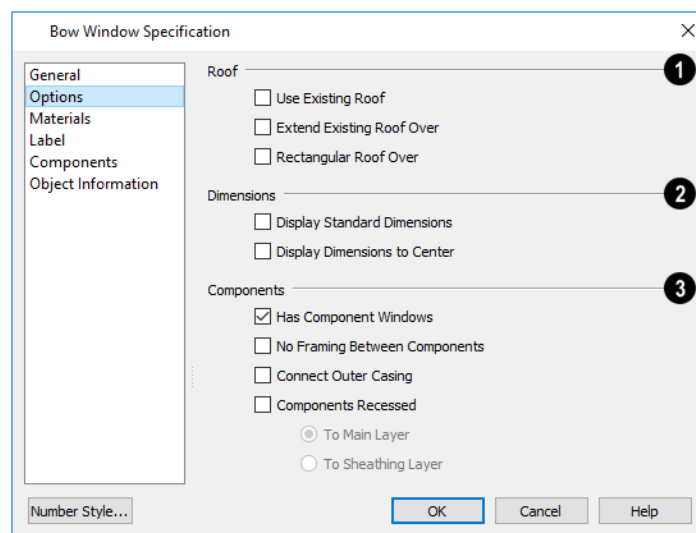 Bow Window Specification
General
Options
Materials
Label
Components
Object Information
Roof
1
Use Existing Roof
Extend Existing Roof Over
Rectangular Roof Over
Dimensions
2
Display Standard Dimensions
Display Dimensions to Center
Components
3
Has Component Windows
No Framing Between Components
Connect Outer Casing
Components Recessed
To Main Layer
To Sheathing Layer
Number Style...
OK
Cancel
Help